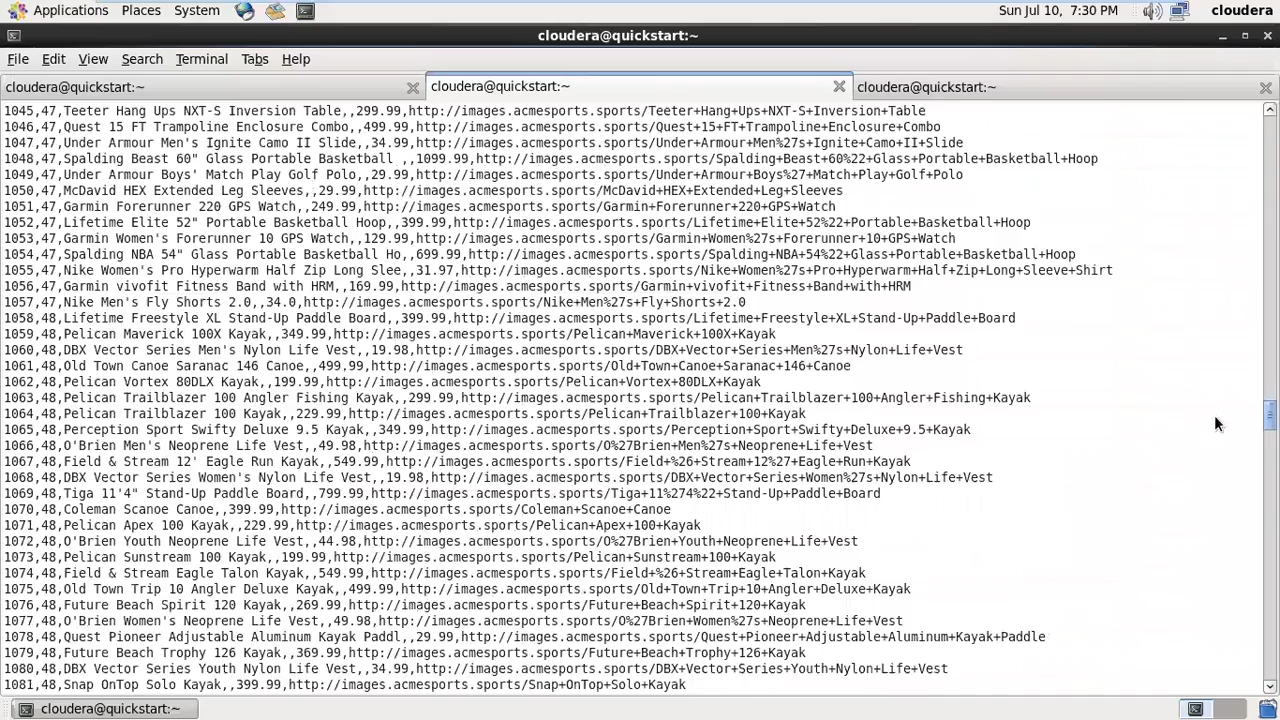 Applications Places System Sun Jul 10, 7:30 PM cloudera
cloudera@quickstart:~
File Edit View Search Terminal Tabs Help
cloudera@quickstart:~ cloudera@quickstart:~ cloudera@quickstart:~
1045,47,Teeter Hang Ups NXT-S Inversion Table,,299.99,http://images.acmesports.sports/Teeter+Hang+Ups+NXT-S+Inversion+Table
1046,47,Quest 15 FT Trampoline Enclosure Combo,,499.99,http://images.acmesports.sports/Quest+15+FT+Trampoline+Enclosure+Combo
1047,47,Under Armour Men's Ignite Camo II Slide,,34.99,http://images.acmesports.sports/Under+Armour+Men%27s+Ignite+Camo+II+Slide
1048,47,Spalding Beast 60" Glass Portable Basketball ,,1099.99,http://images.acmesports.sports/Spalding+Beast+60%22+Glass+Portable+Basketball+Hoop
1049,47,Under Armour Boys' Match Play Golf Polo,,29.99,http://images.acmesports.sports/Under+Armour+Boys%27+Match+Play+Golf+Polo
1050,47,McDavid HEX Extended Leg Sleeves,,29.99,http://images.acmesports.sports/McDavid+HEX+Extended+Leg+Sleeves
1051,47,Garmin Forerunner 220 GPS Watch,,249.99,http://images.acmesports.sports/Garmin+Forerunner+220+GPS+Watch
1052,47,Lifetime Elite 52" Portable Basketball Hoop,,399.99,http://images.acmesports.sports/Lifetime+Elite+52%22+Portable+Basketball+Hoop
1053,47,Garmin Women's Forerunner 10 GPS Watch,,129.99,http://images.acmesports.sports/Garmin+Women%27s+Forerunner+10+GPS+Watch
1054,47,Spalding NBA 54" Glass Portable Basketball Ho,,699.99,http://images.acmesports.sports/Spalding+NBA+54%22+Glass+Portable+Basketball+Hoop
1055,47,Nike Women's Pro Hyperwarm Half Zip Long Slee,,31.97,http://images.acmesports.sports/Nike+Women%27s+Pro+Hyperwarm+Half+Zip+Long+Sleeve+Shirt
1056,47,Garmin vivofit Fitness Band with HRM,,169.99,http://images.acmesports.sports/Garmin+vivofit+Fitness+Band+with+HRM
1057,47,Nike Men's Fly Shorts 2.0,,34.0,http://images.acmesports.sports/Nike+Men%27s+Fly+Shorts+2.0
1058,48,Lifetime Freestyle XL Stand-Up Paddle Board,,399.99,http://images.acmesports.sports/Lifetime+Freestyle+XL+Stand-Up+Paddle+Board
1059,48,Pelican Maverick 100X Kayak,,349.99,http://images.acmesports.sports/Pelican+Maverick+100X+Kayak
1060,48,DBX Vector Series Men's Nylon Life Vest,,19.98,http://images.acmesports.sports/DBX+Vector+Series+Men%27s+Nylon+Life+Vest
1061,48,Old Town Canoe Saranac 146 Canoe,,499.99,http://images.acmesports.sports/Old+Town+Canoe+Saranac+146+Canoe
1062,48,Pelican Vortex 80DLX Kayak,,199.99,http://images.acmesports.sports/Pelican+Vortex+80DLX+Kayak
1063,48,Pelican Trailblazer 100 Angler Fishing Kayak,,299.99,http://images.acmesports.sports/Pelican+Trailblazer+100+Angler+Fishing+Kayak
1064,48,Pelican Trailblazer 100 Kayak,,229.99,http://images.acmesports.sports/Pelican+Trailblazer+100+Kayak
1065,48,Perception Sport Swifty Deluxe 9.5 Kayak,,349.99,http://images.acmesports.sports/Perception+Sport+Swifty+Deluxe+9.5+Kayak
1066,48,O'Brien Men's Neoprene Life Vest,,49.98,http://images.acmesports.sports/O%27Brien+Men%27s+Neoprene+Life+Vest
1067,48,Field & Stream 12' Eagle Run Kayak,,549.99,http://images.acmesports.sports/Field+%26+Stream+12%27+Eagle+Run+Kayak
1068,48,DBX Vector Series Women's Nylon Life Vest,,19.98,http://images.acmesports.sports/DBX+Vector+Series+Women%27s+Nylon+Life+Vest
1069,48,Tiga 11'4" Stand-Up Paddle Board,,799.99,http://images.acmesports.sports/Tiga+11%274%22+Stand-Up+Paddle+Board
1070,48,Coleman Scanoe Canoe,,399.99,http://images.acmesports.sports/Coleman+Scanoe+Canoe
1071,48,Pelican Apex 100 Kayak,,229.99,http://images.acmesports.sports/Pelican+Apex+100+Kayak
1072,48,O'Brien Youth Neoprene Life Vest,,44.98,http://images.acmesports.sports/O%27Brien+Youth+Neoprene+Life+Vest
1073,48,Pelican Sunstream 100 Kayak,,199.99,http://images.acmesports.sports/Pelican+Sunstream+100+Kayak
1074,48,Field & Stream Eagle Talon Kayak,,549.99,http://images.acmesports.sports/Field+%26+Stream+Eagle+Talon+Kayak
1075,48,Old Town Trip 10 Angler Deluxe Kayak,,499.99,http://images.acmesports.sports/Old+Town+Trip+10+Angler+Deluxe+Kayak
1076,48,Future Beach Spirit 120 Kayak,,269.99,http://images.acmesports.sports/Future+Beach+Spirit+120+Kayak
1077,48,O'Brien Women's Neoprene Life Vest,,49.98,http://images.acmesports.sports/O%27Brien+Women%27s+Neoprene+Life+Vest
1078,48,Quest Pioneer Adjustable Aluminum Kayak Paddl,,29.99,http://images.acmesports.sports/Quest+Pioneer+Adjustable+Aluminum+Kayak+Paddle
1079,48,Future Beach Trophy 126 Kayak,,369.99,http://images.acmesports.sports/Future+Beach+Trophy+126+Kayak
1080,48,DBX Vector Series Youth Nylon Life Vest,,34.99,http://images.acmesports.sports/DBX+Vector+Series+Youth+Nylon+Life+Vest
1081,48,Snap OnTop Solo Kayak,,399.99,http://images.acmesports.sports/Snap+OnTop+Solo+Kayak
cloudera@quickstart:~